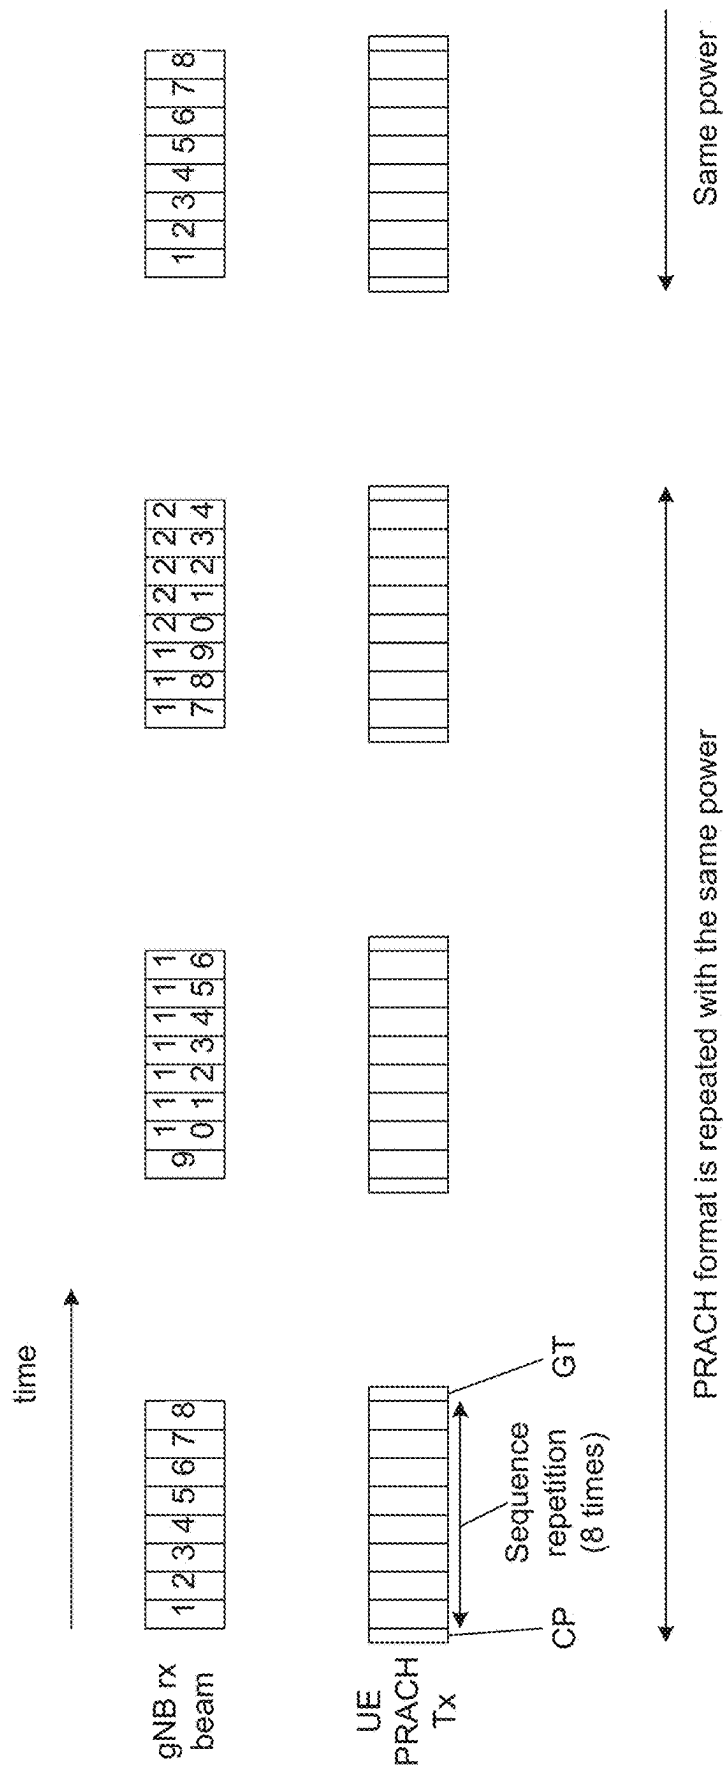 time
gNB rx
beam
1 2 3 4 5 6 7 8
9 10 11 12 13 14 15 16
17 18 19 20 21 22 23 24
1 2 3 4 5 6 7 8
UE
PRACH
Tx
CP
Sequence
repetition
(8 times)
GT
PRACH format is repeated with the same power
Same power